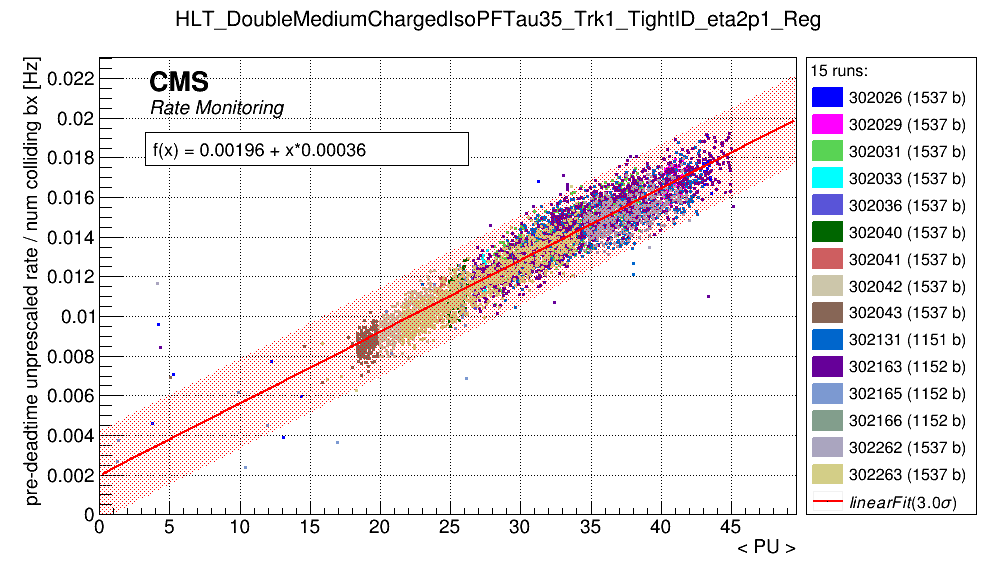 HLT_DoubleMediumChargedIsoPFTau35_Trk1_TightID_eta2p1_Reg
pre-deadtime unprescaled rate / num colliding bx [Hz]
CMS
Rate Monitoring
f(x) = 0.00196 + x*0.00036
0.022
0.02
0.018
0.016
0.014
0.012
0.01
0.008
0.006
0.004
0.002
0
0 5 10 15 20 25 30 35 40 45
< PU >
15 runs:
302026 (1537 b)
302029 (1537 b)
302031 (1537 b)
302033 (1537 b)
302036 (1537 b)
302040 (1537 b)
302041 (1537 b)
302042 (1537 b)
302043 (1537 b)
302131 (1151 b)
302163 (1152 b)
302165 (1152 b)
302166 (1152 b)
302262 (1537 b)
302263 (1537 b)
linearFit(3.0σ)